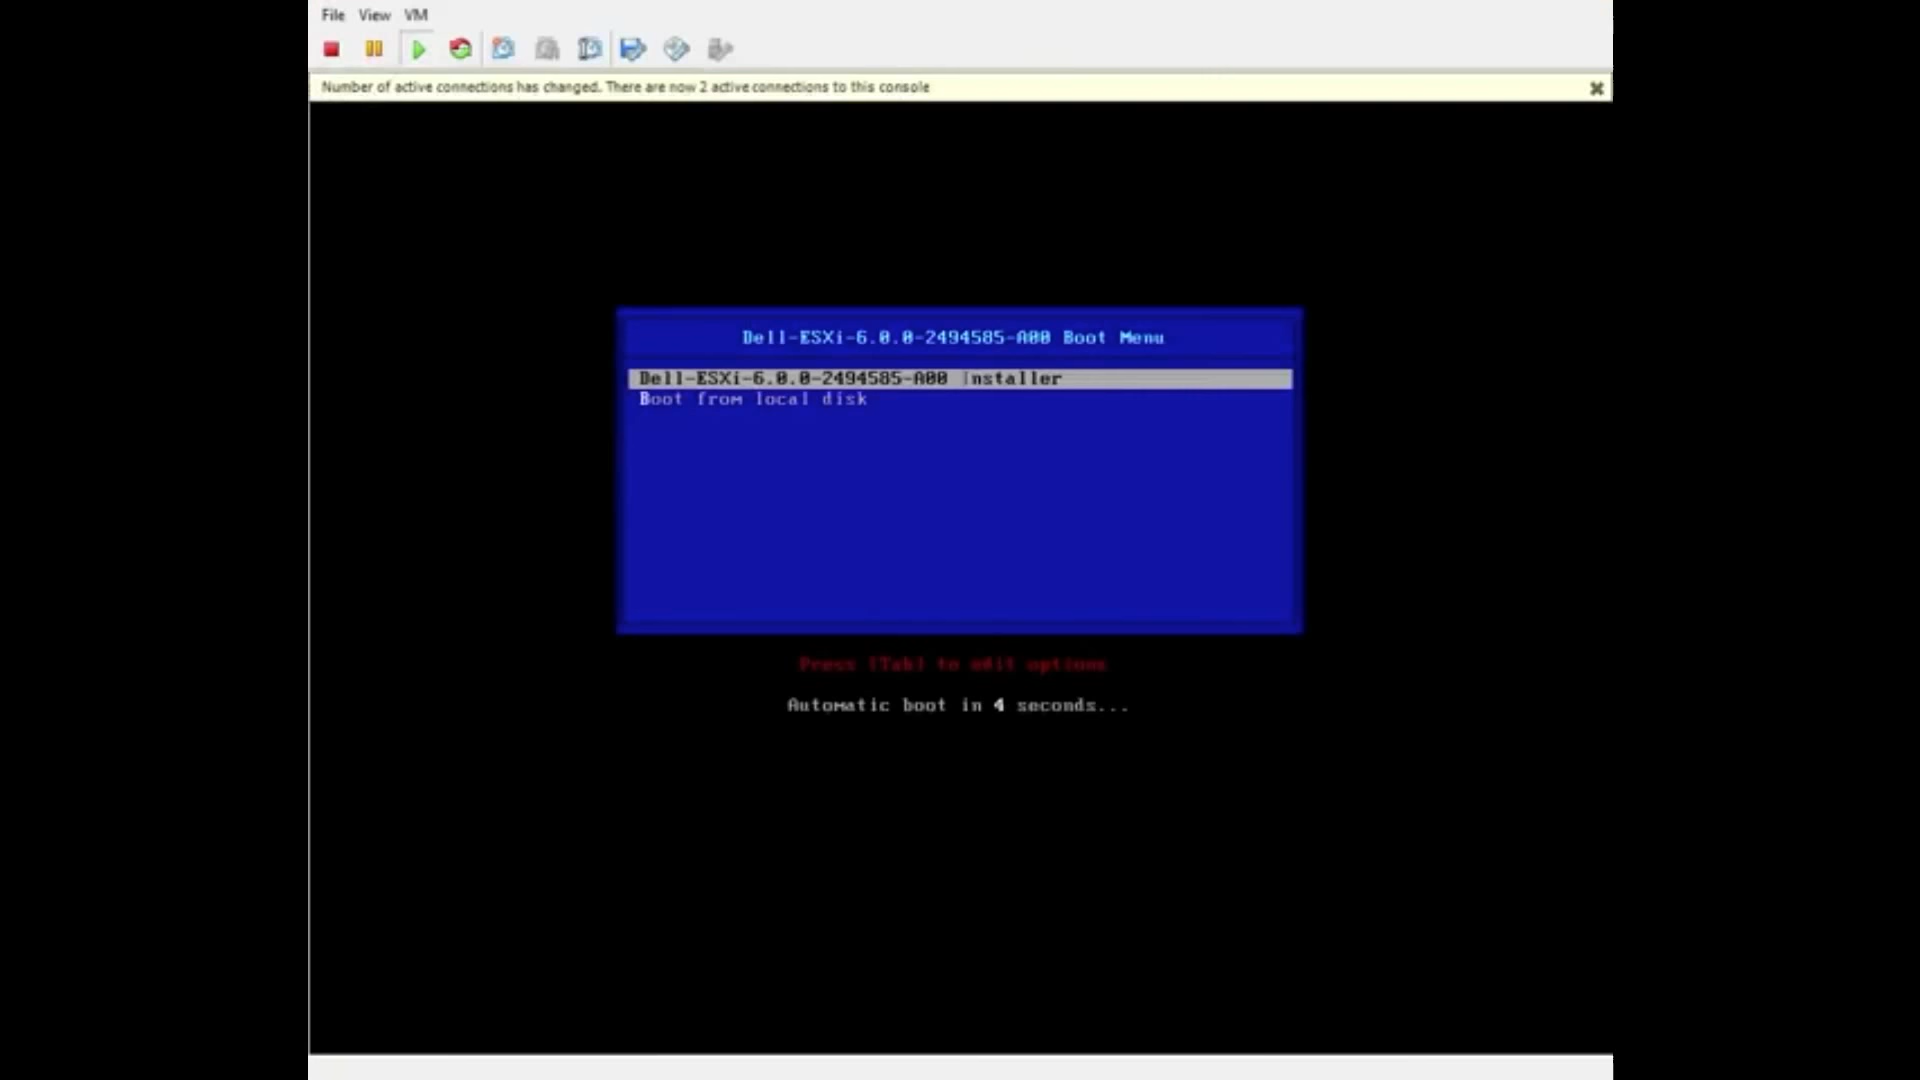 File View VM
Number of active connections has changed. There are now 2 active connections to this console
Dell-ESXi-6.0.0-2494585-A00 Boot Menu
Dell-ESXi-6.0.0-2494585-A00 Installer
Boot from local disk
Press [Tab] to edit options
Automatic boot in 4 seconds...